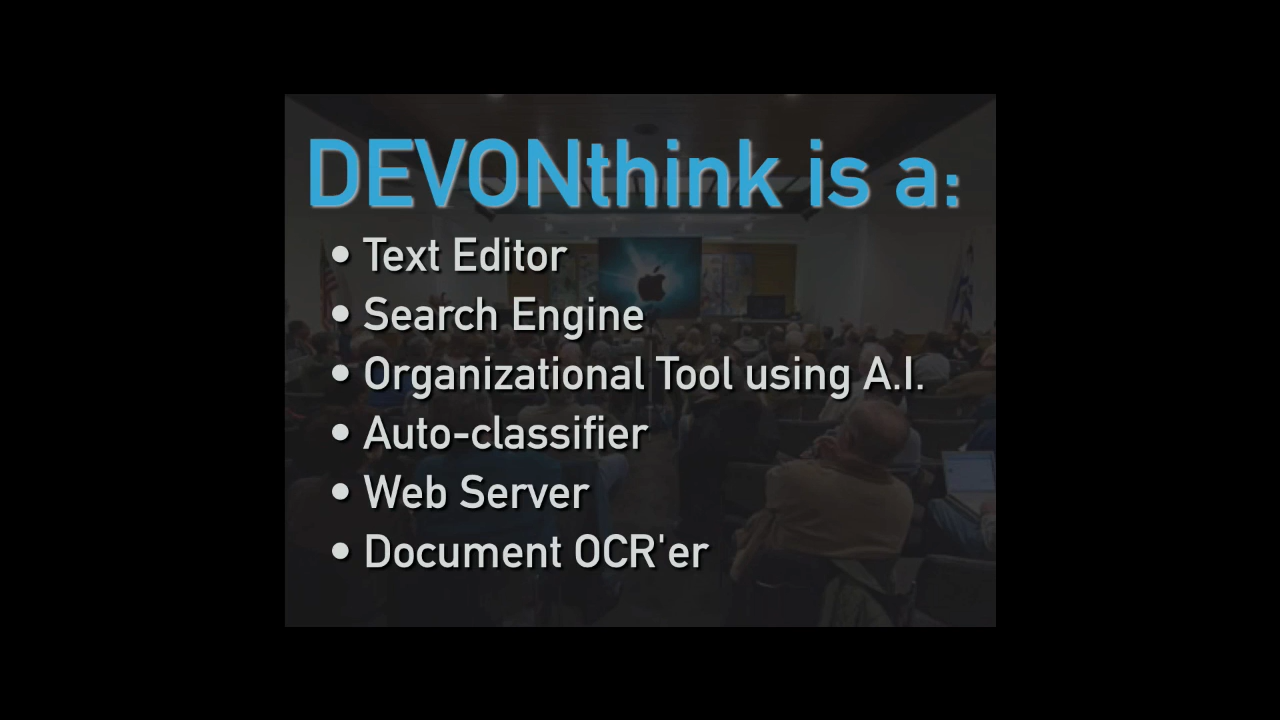 DEVONthink is a:
• Text Editor
• Search Engine
• Organizational Tool using A.I.
• Auto-classifier
• Web Server
• Document OCR'er